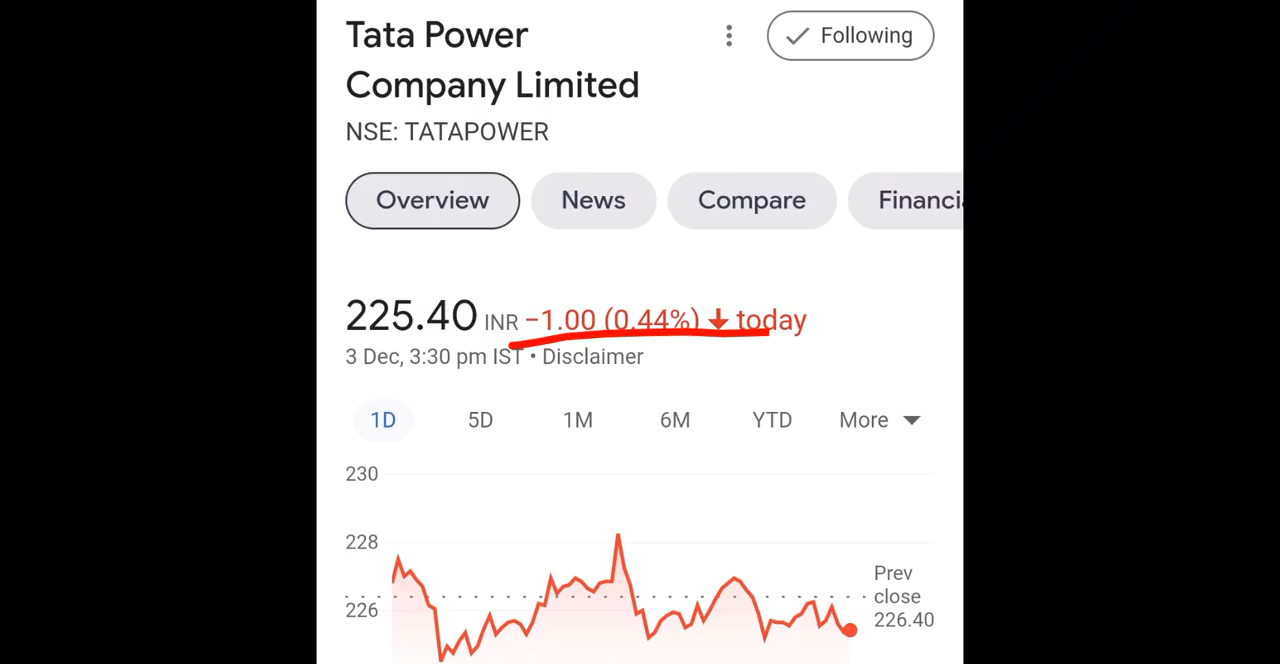 Tata Power
Company Limited
Following
NSE: TATAPOWER
Overview
News
Compare
Financi
225.40 INR −1.00 (0.44%) ↓ today
3 Dec, 3:30 pm IST • Disclaimer
1D
5D
1M
6M
YTD
More
230
228
226
Prev
close
226.40